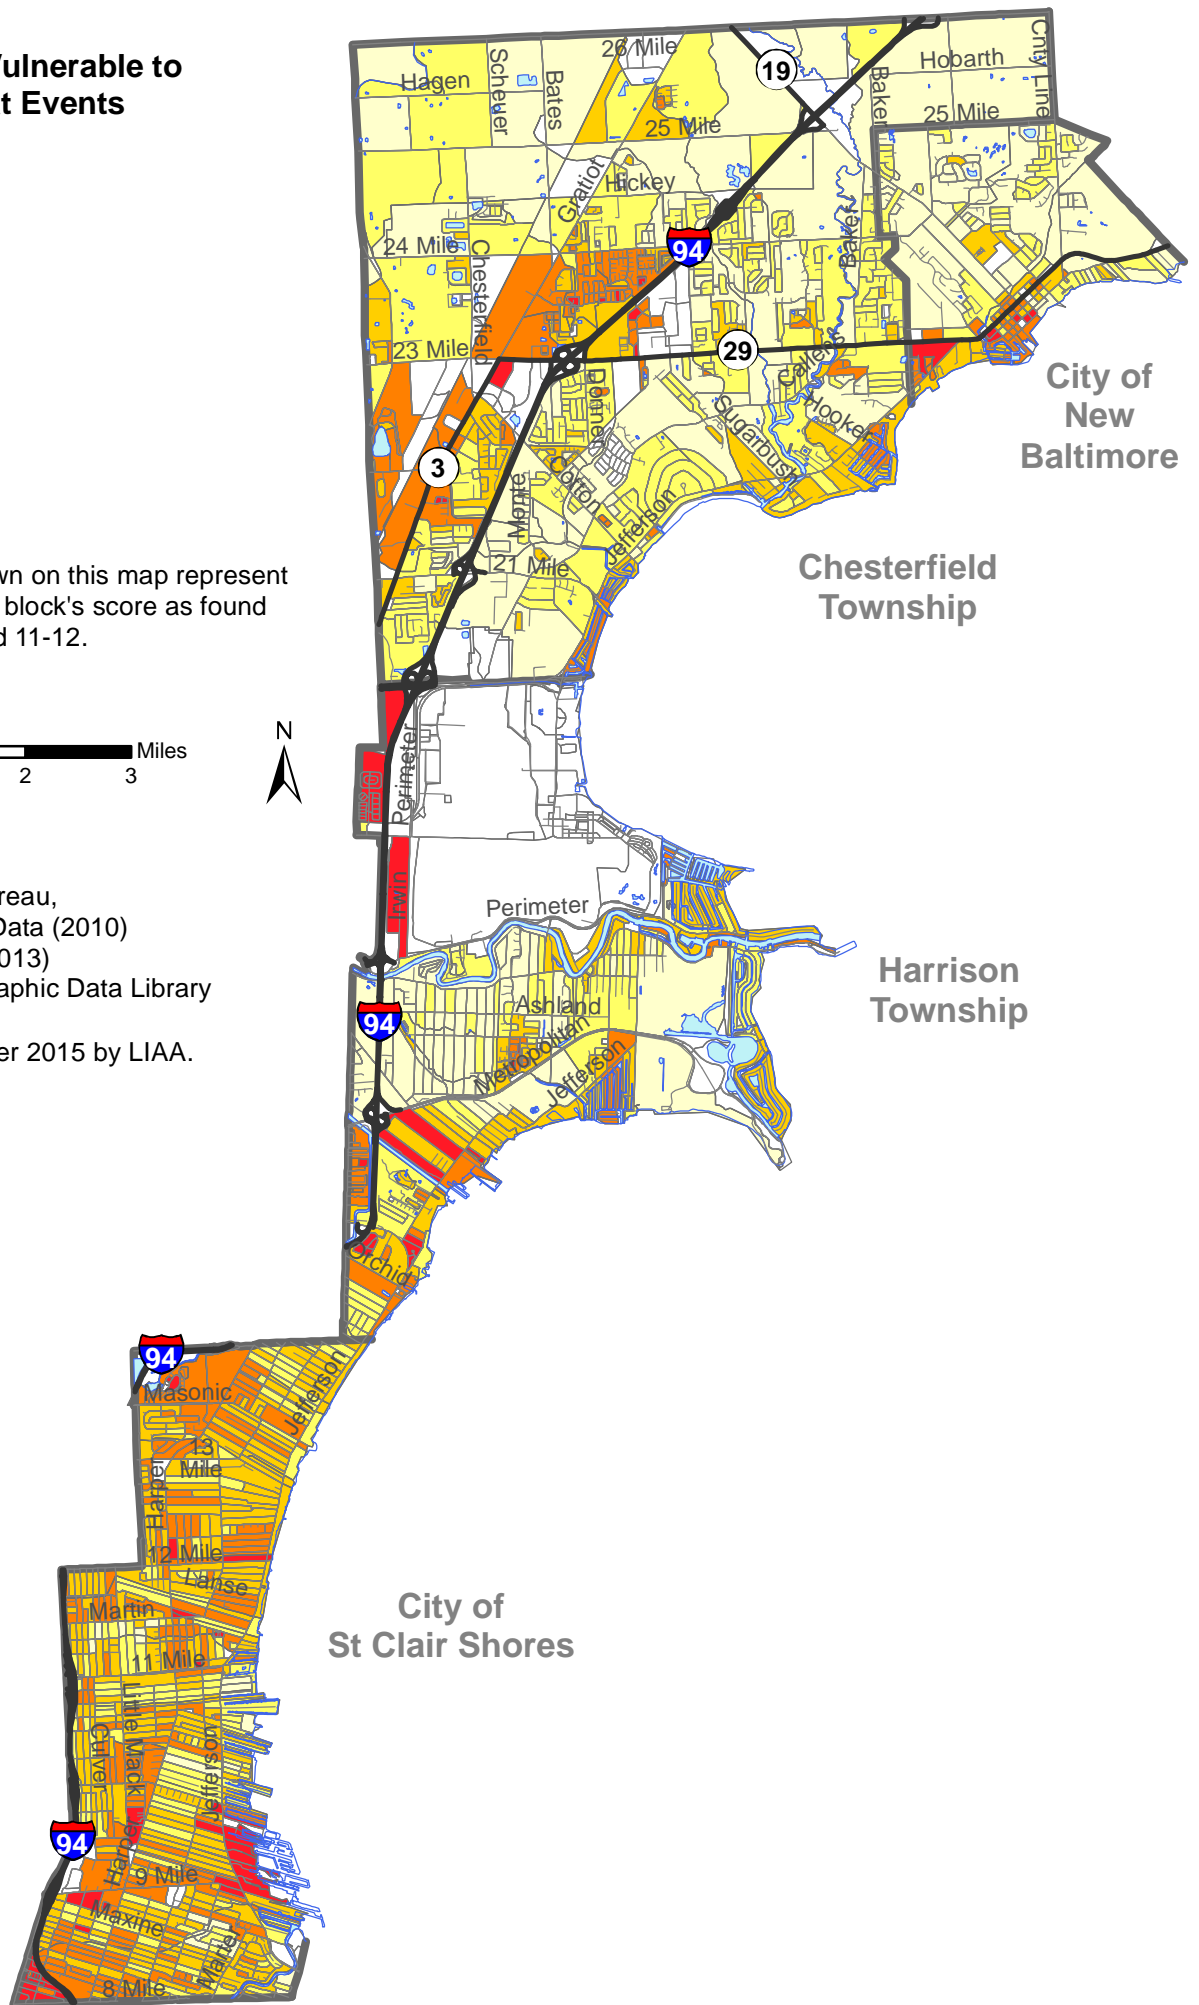 Vulnerable to
t Events
26 Mile
19
Hobarth
Cnty Line
Hagen
Scheuer
Bates
Baker
25 Mile
25 Mile
Gratiot
Hickey
24 Mile
Chesterfield
94
Baker
23 Mile
29
Callens
Donner
Sugarbush
Hooker
City of
New
Baltimore
3
Monte
Cotton
Jefferson
21 Mile
Chesterfield
Township
wn on this map represent
block's score as found
d 11-12.
N
Miles
2
3
Perimeter
Irwin
reau,
Data (2010)
013)
raphic Data Library
er 2015 by LIAA.
Perimeter
Harrison
Township
94
Ashland
Metropolitan
Jefferson
Orchid
94
Masonic
Jefferson
13
Mile
Harper
12 Mile
Lanse
Martin
City of
St Clair Shores
11 Mile
Little Mack
Culver
Jefferson
94
Harper
9 Mile
Maxine
Marter
8 Mile